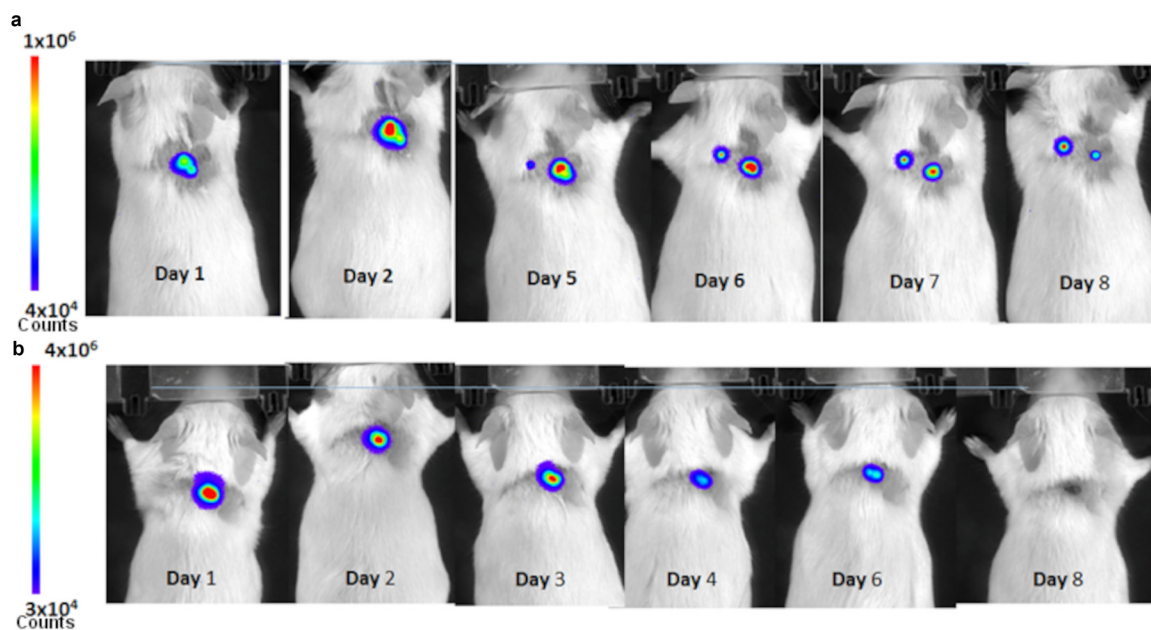 a
1x10⁶
Day 1 Day 2 Day 5 Day 6 Day 7 Day 8
4x10⁴
Counts
b
4x10⁶
Day 1 Day 2 Day 3 Day 4 Day 6 Day 8
3x10⁴
Counts